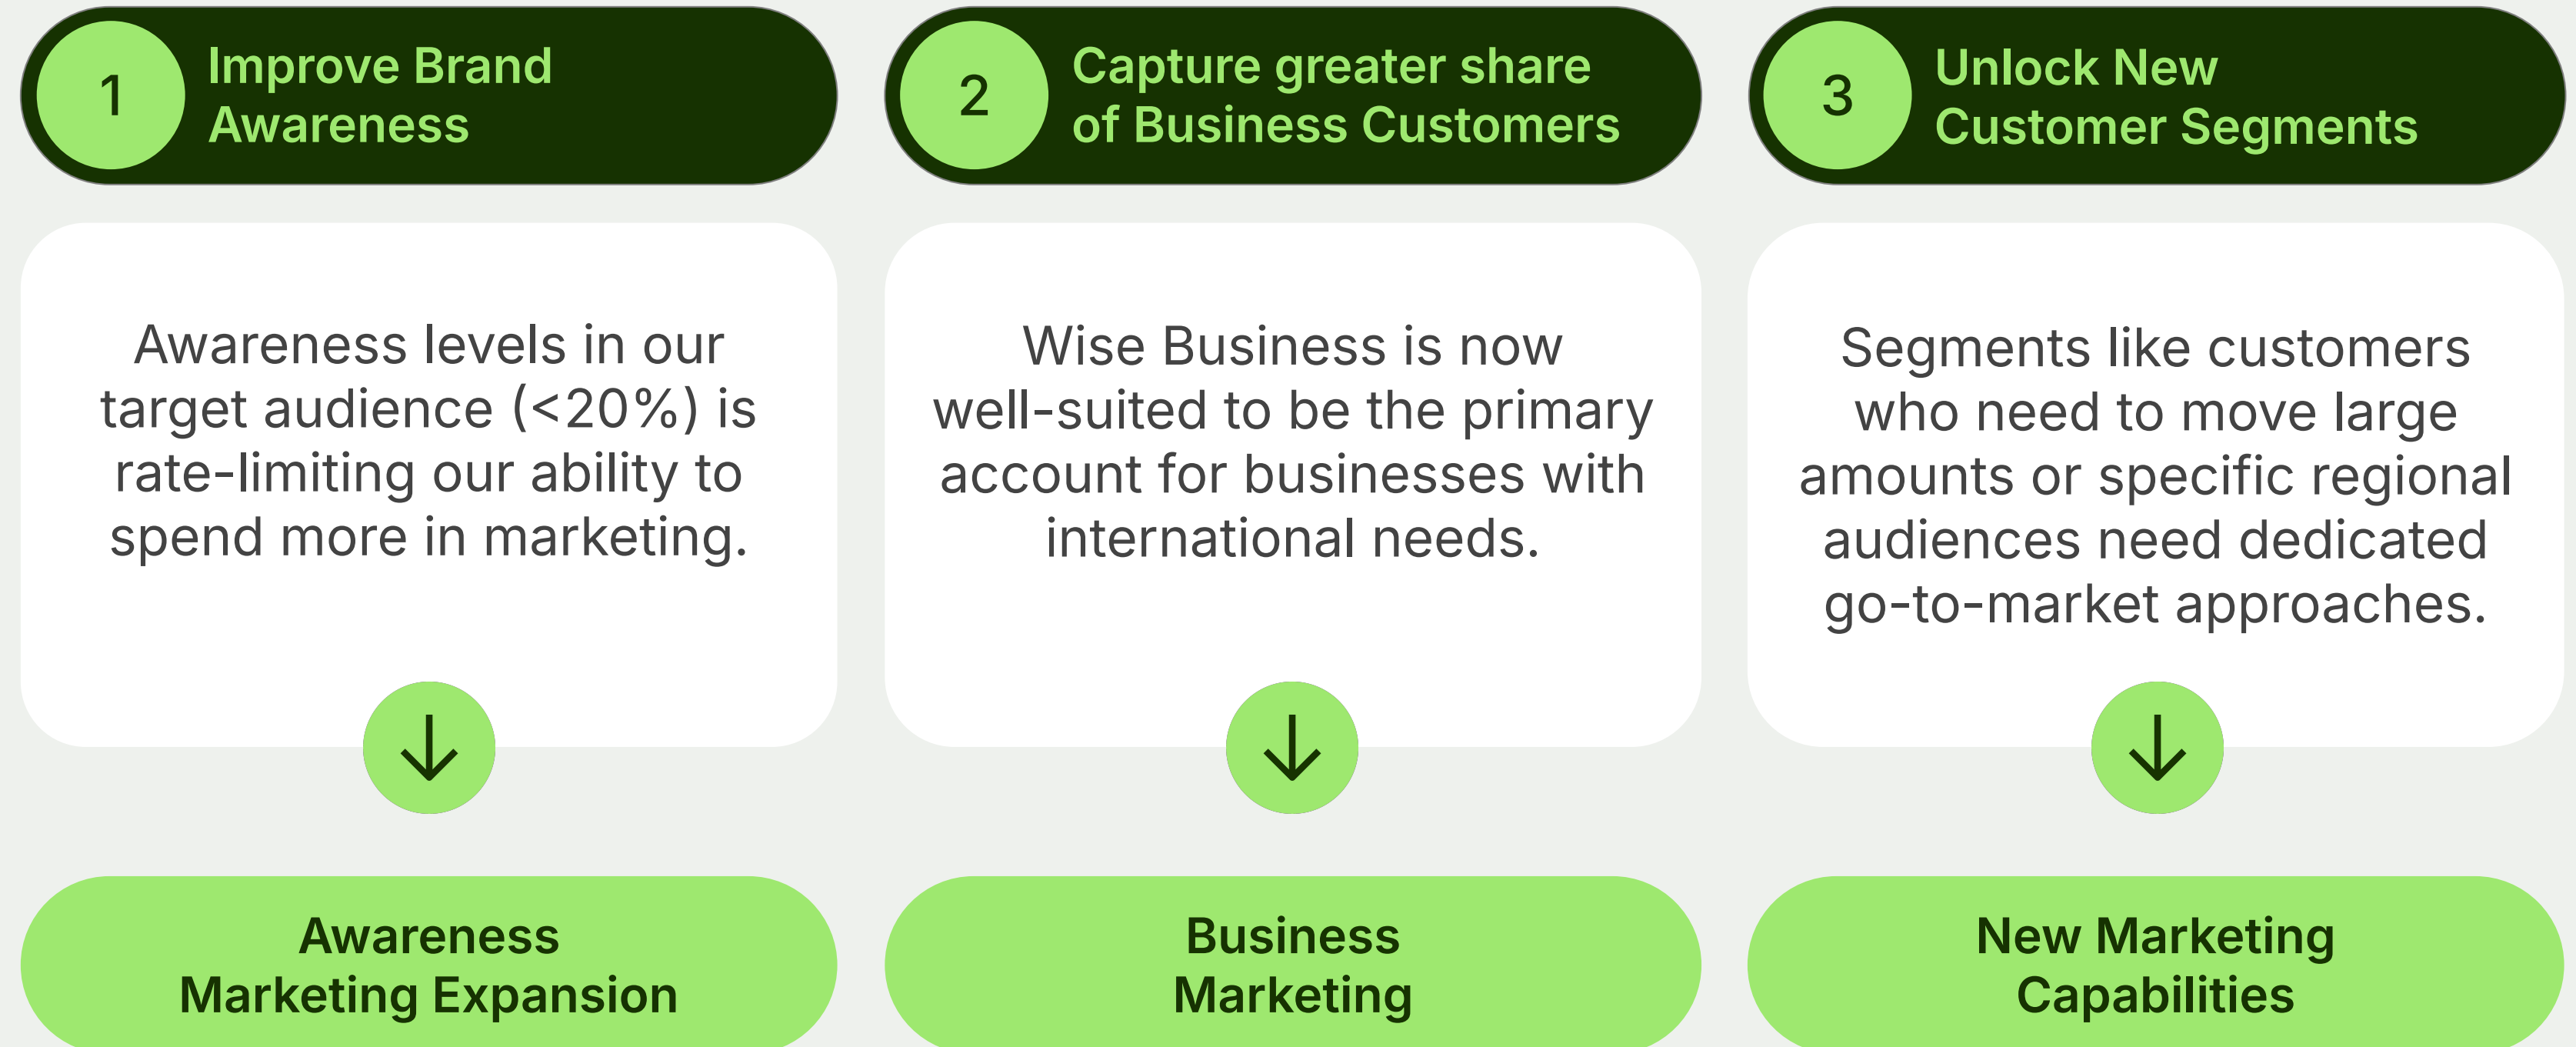 1
Improve Brand
Awareness
Awareness levels in our
target audience (<20%) is
rate-limiting our ability to
spend more in marketing.
Awareness
Marketing Expansion
2
Capture greater share
of Business Customers
Wise Business is now
well-suited to be the primary
account for businesses with
international needs.
Business
Marketing
3
Unlock New
Customer Segments
Segments like customers
who need to move large
amounts or specific regional
audiences need dedicated
go-to-market approaches.
New Marketing
Capabilities